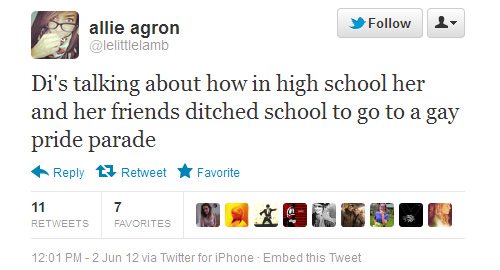 allie agron
@lelittlelamb
Follow
Di's talking about how in high school her
and her friends ditched school to go to a gay
pride parade
Reply Retweet Favorite
11 7
RETWEETS FAVORITES
12:01 PM - 2 Jun 12 via Twitter for iPhone · Embed this Tweet